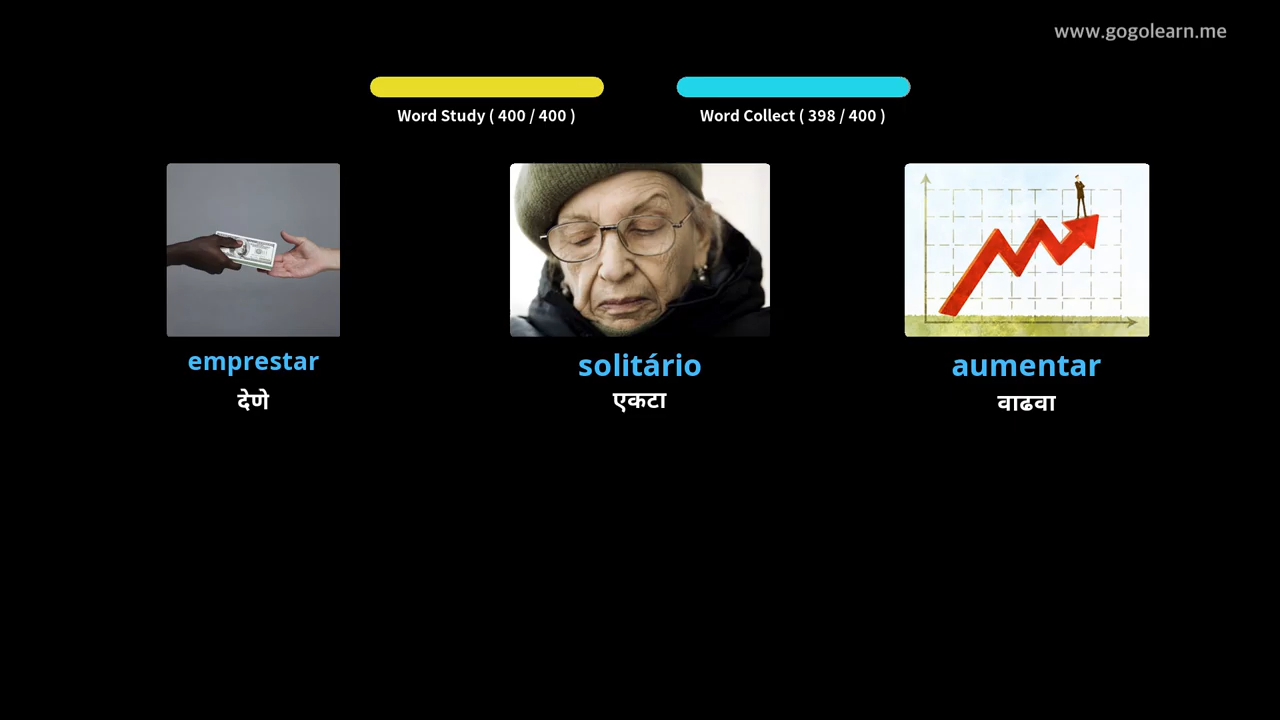 www.gogolearn.me
Word Study ( 400 / 400 )
Word Collect ( 398 / 400 )
emprestar
देणे
solitário
एकटा
aumentar
वाढवा